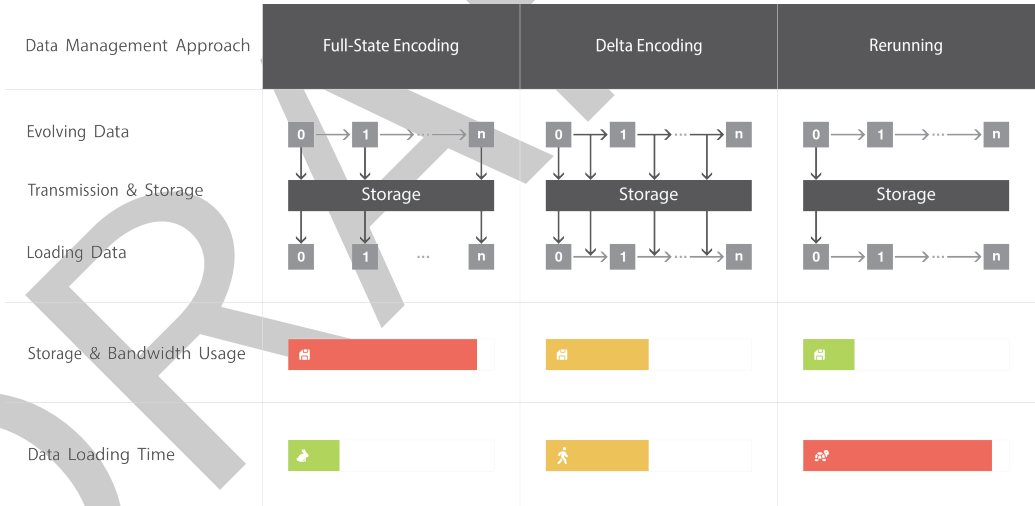 Data Management Approach Full-State Encoding Delta Encoding Rerunning
Evolving Data 0 1 ... n 0 1 ... n 0 1 ... n
Transmission & Storage Storage Storage Storage
Loading Data 0 1 ... n 0 1 ... n 0 1 ... n
Storage & Bandwidth Usage
Data Loading Time